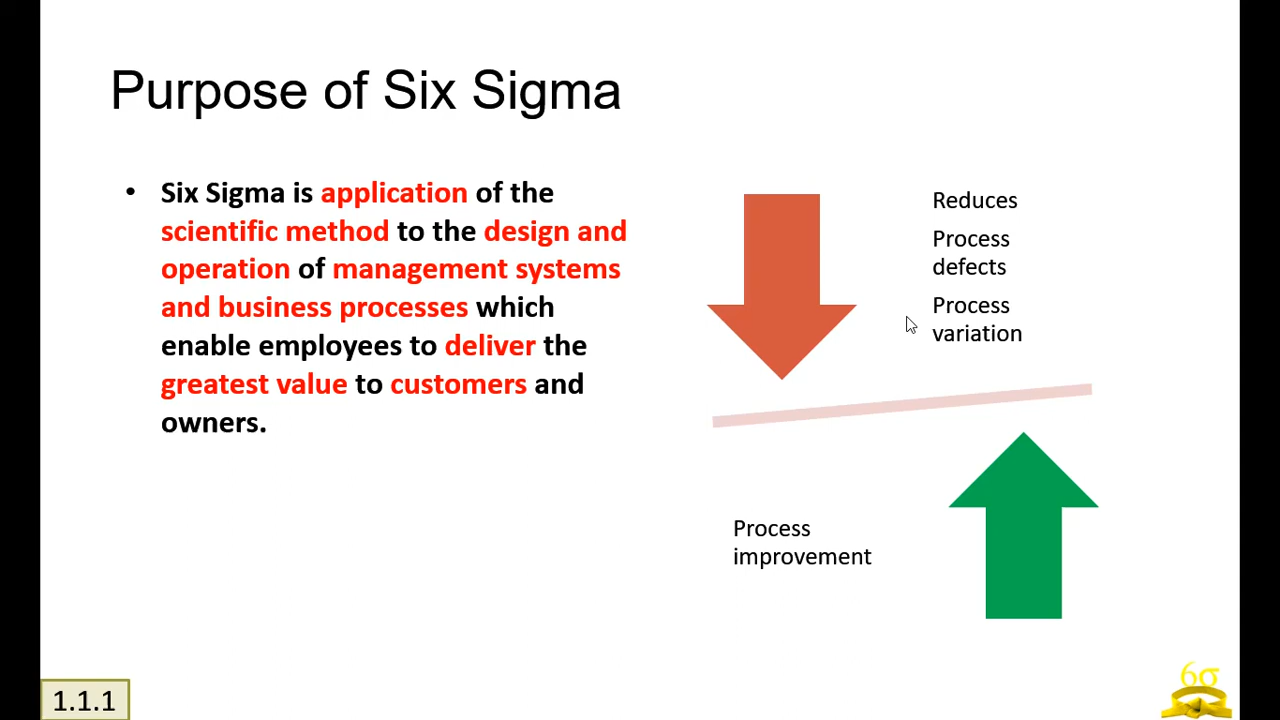 Purpose of Six Sigma
• Six Sigma is application of the
scientific method to the design and
operation of management systems
and business processes which
enable employees to deliver the
greatest value to customers and
owners.
Reduces
Process
defects
Process
variation
Process
improvement
1.1.1
6σ